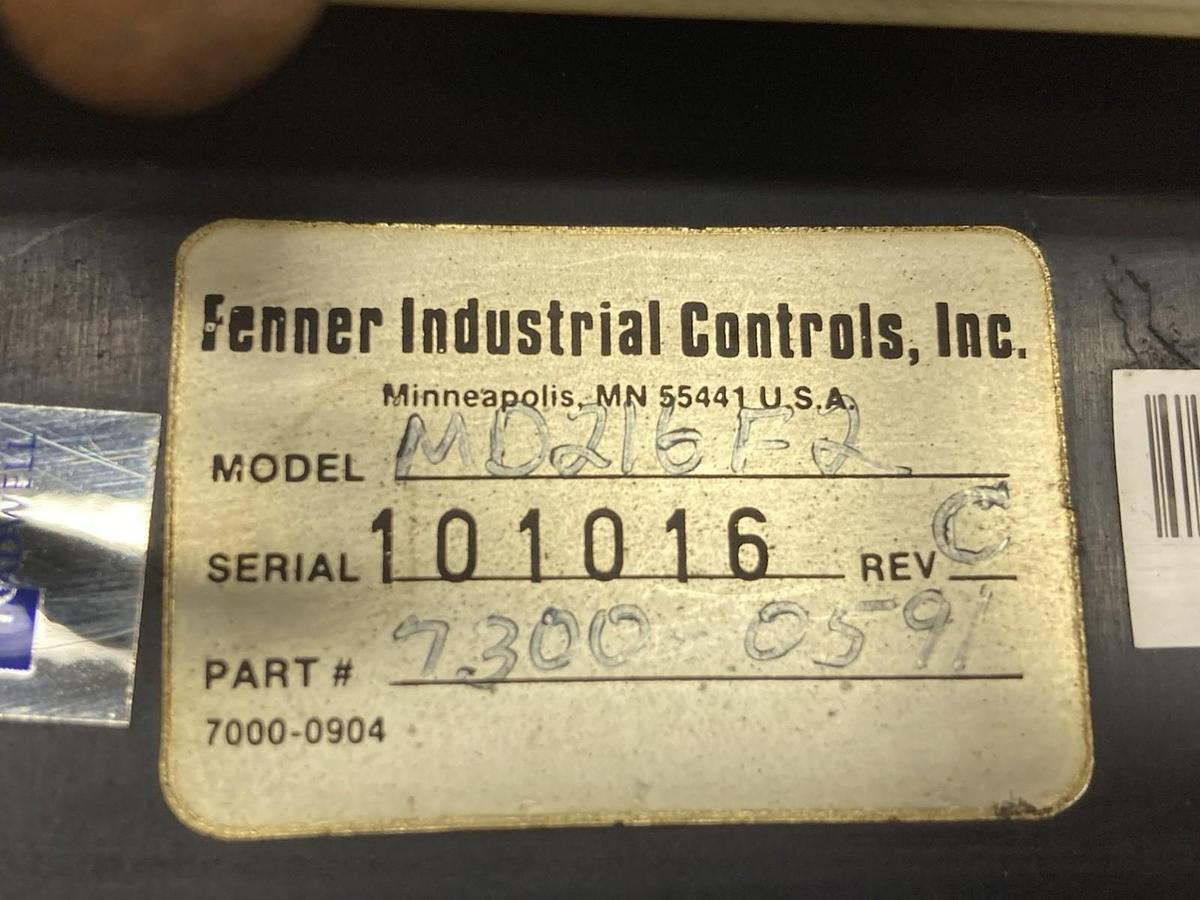 Fenner Industrial Controls, Inc.
Minneapolis, MN 55441 U.S.A.
MODEL MD216F2
SERIAL 101016 REV C
PART # 7300-0591
7000-0904